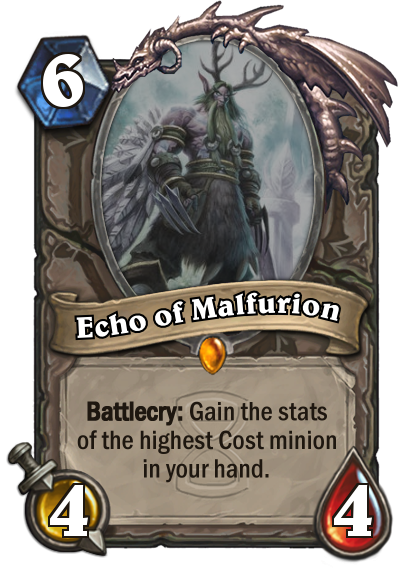 6
Echo of Malfurion
Battlecry: Gain the stats
of the highest Cost minion
in your hand.
4
4